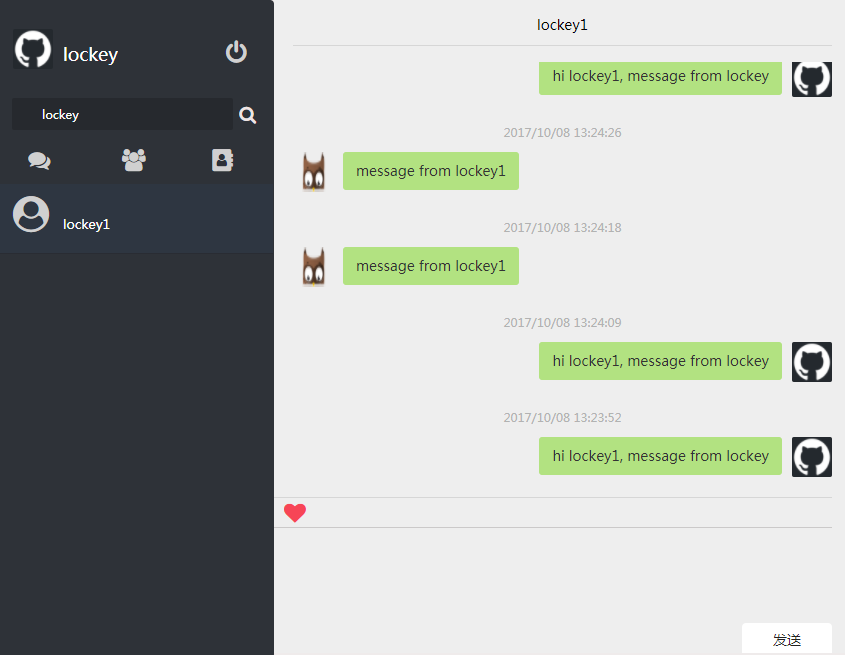 lockey
lockey
lockey1
lockey1
hi lockey1, message from lockey
2017/10/08 13:24:26
message from lockey1
2017/10/08 13:24:18
message from lockey1
2017/10/08 13:24:09
hi lockey1, message from lockey
2017/10/08 13:23:52
hi lockey1, message from lockey
发送